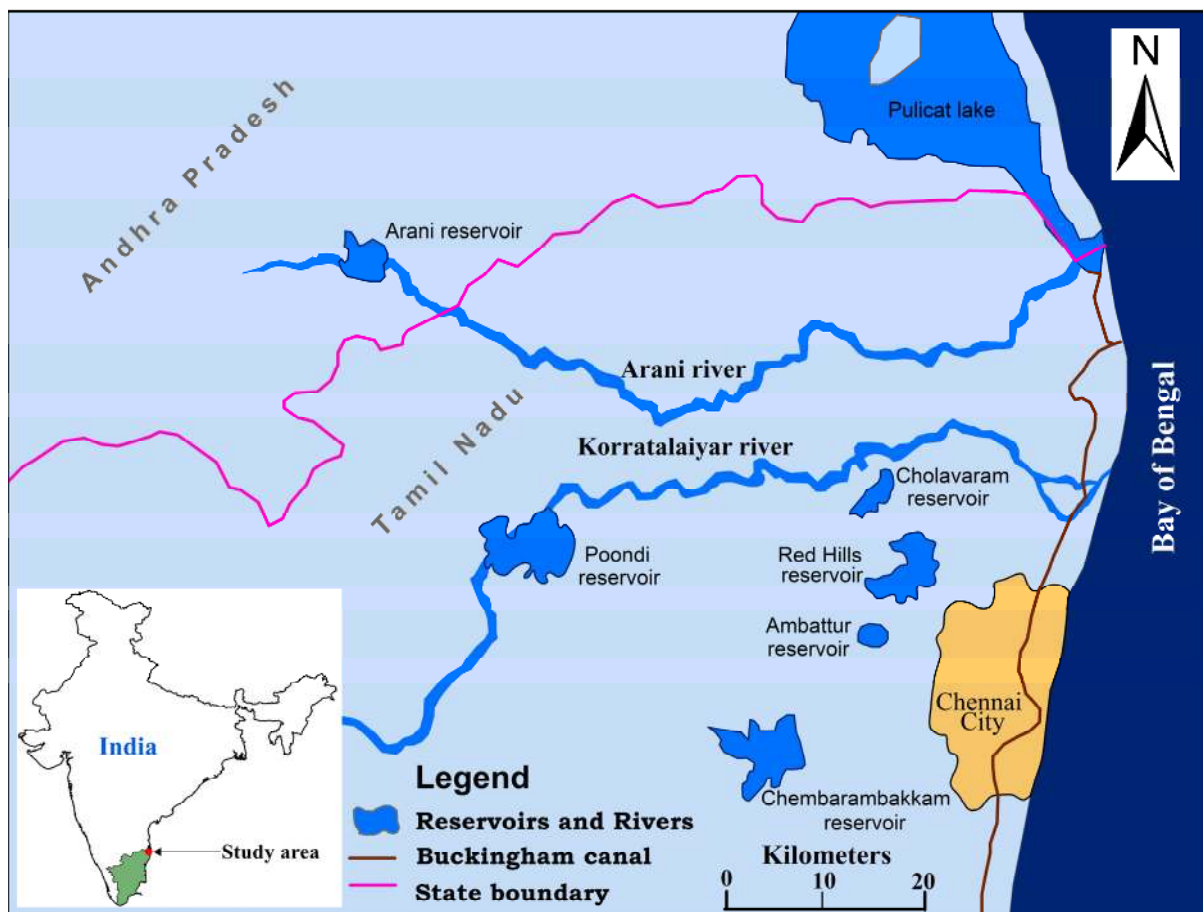 N
Pulicat lake
Andhra Pradesh
Arani reservoir
Arani river
Tamil Nadu
Korratalaiyar river
Bay of Bengal
Cholavaram
reservoir
Poondi
reservoir
Red Hills
reservoir
Ambattur
reservoir
Chennai
City
India
Study area
Chembarambakkam
reservoir
Legend
Reservoirs and Rivers
Buckingham canal
State boundary
Kilometers
0 10 20